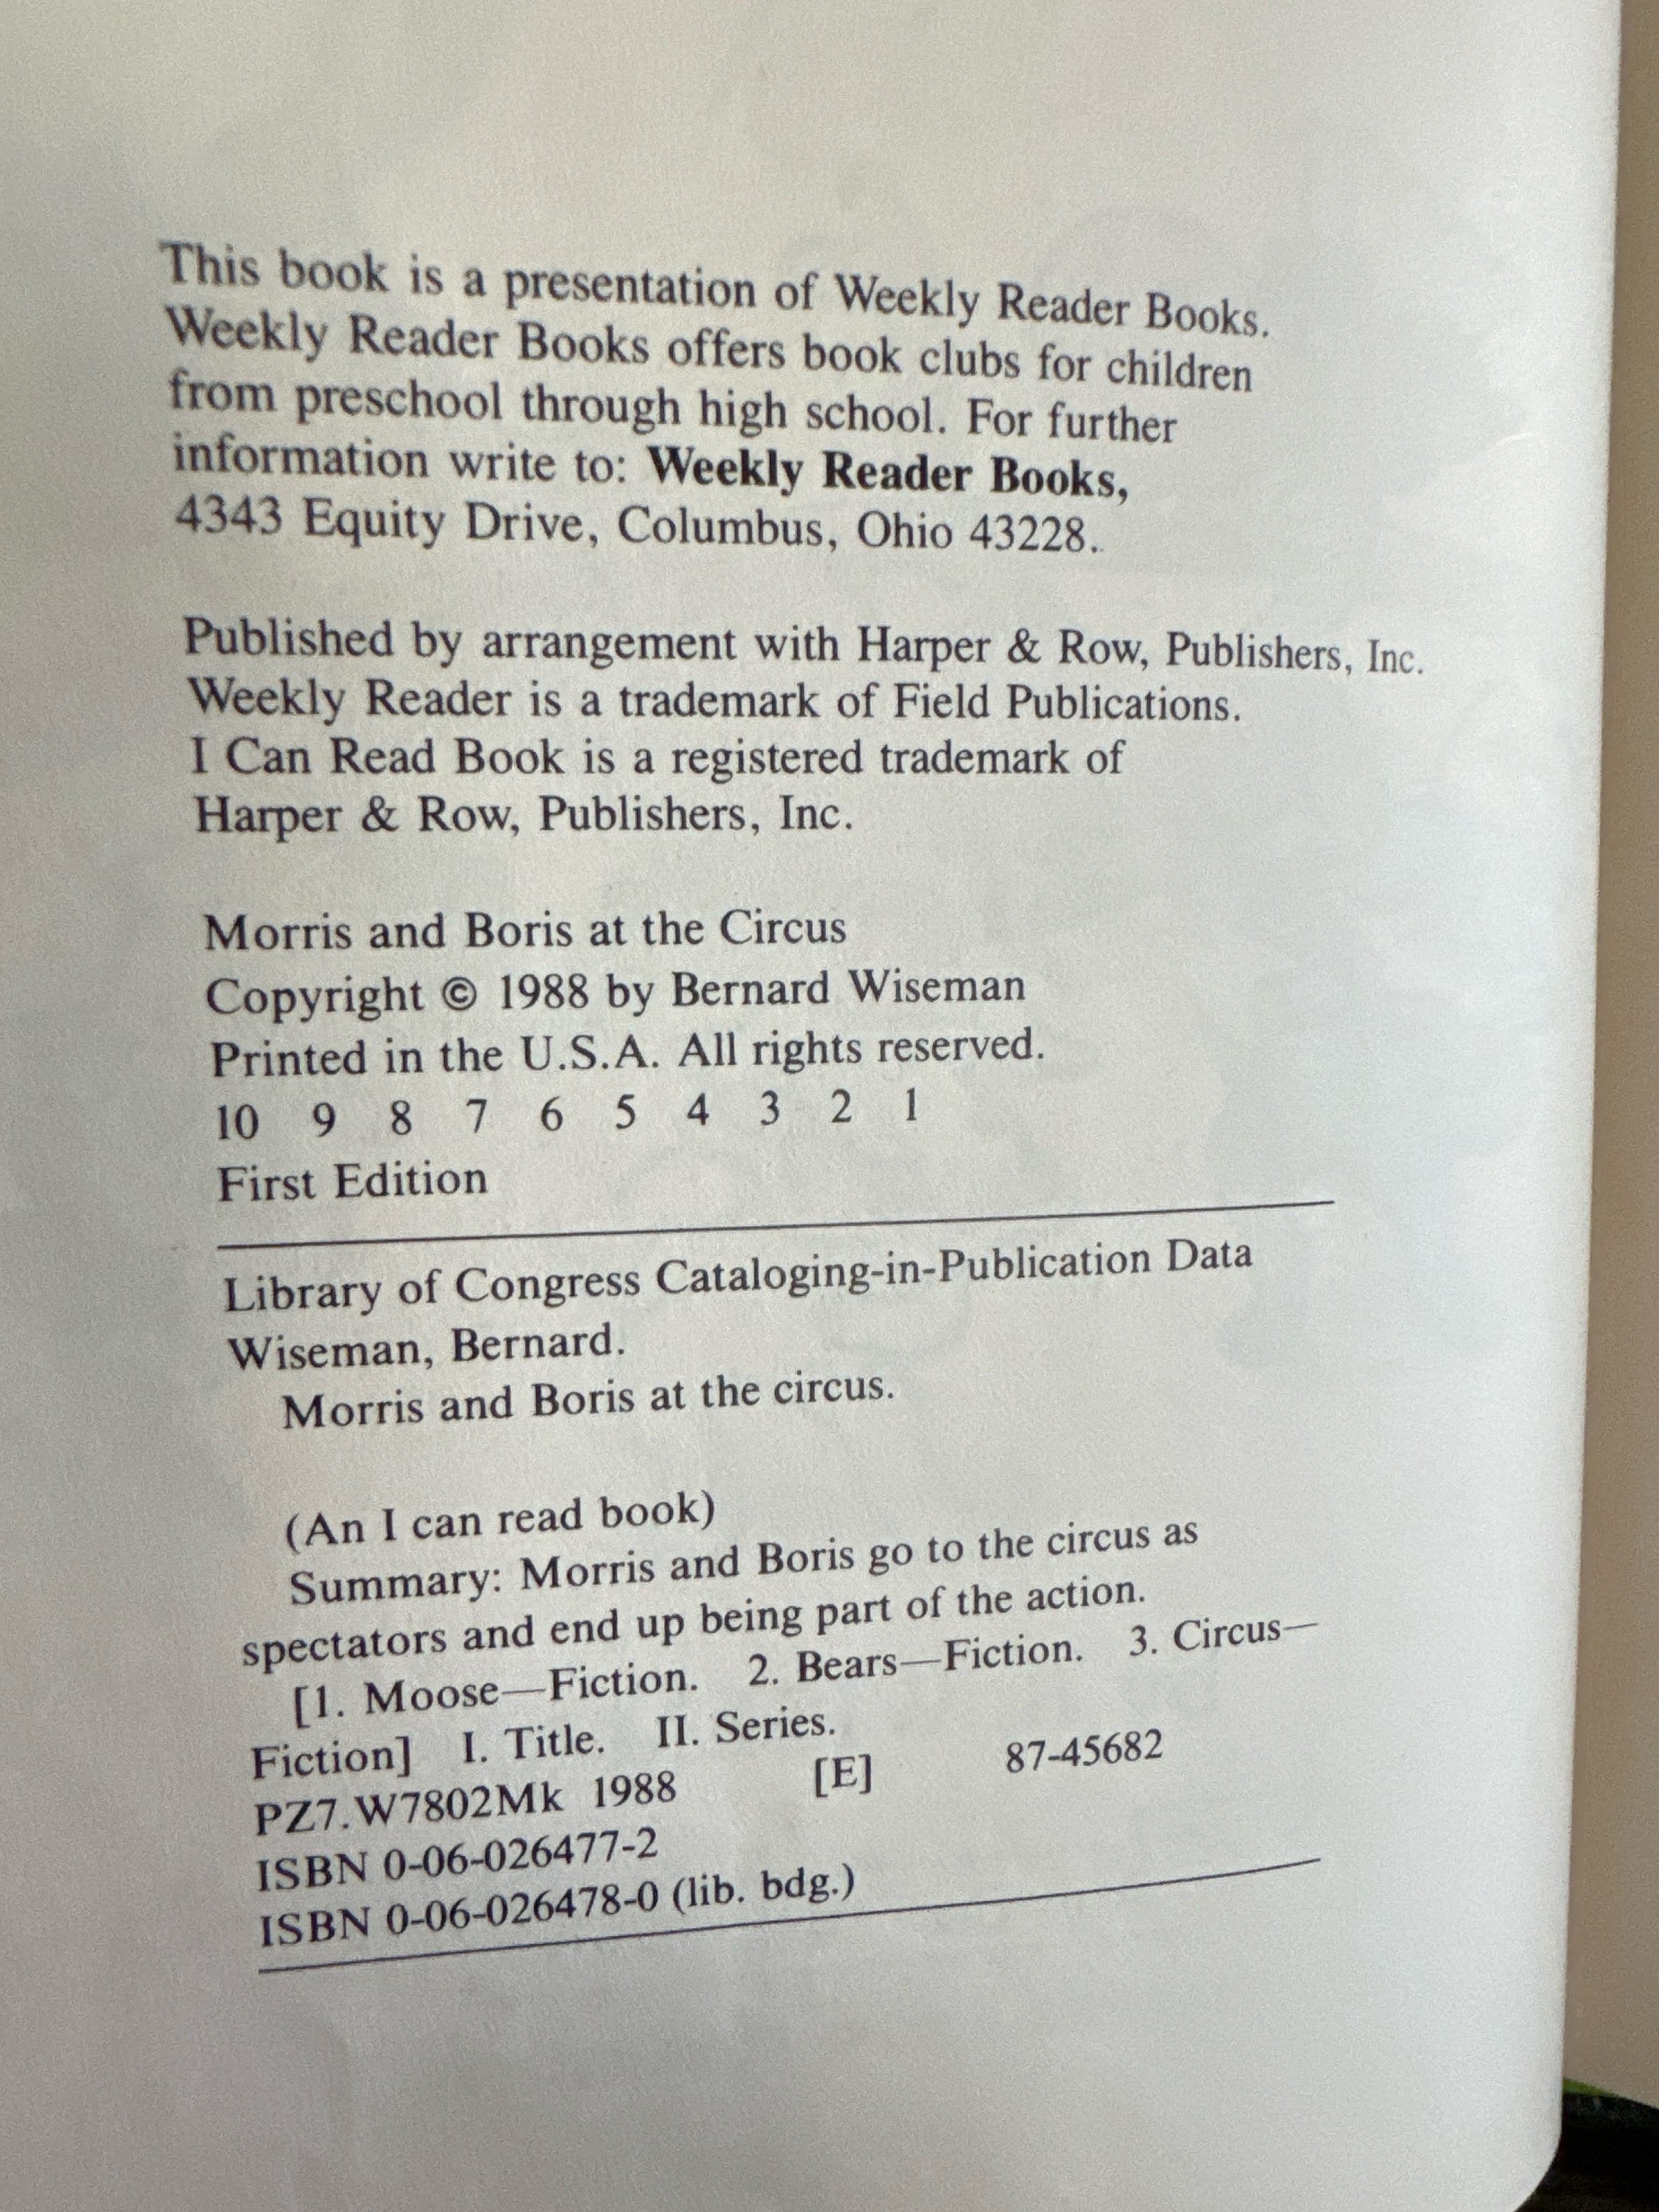 This book is a presentation of Weekly Reader Books.
Weekly Reader Books offers book clubs for children
from preschool through high school. For further
information write to: Weekly Reader Books,
4343 Equity Drive, Columbus, Ohio 43228.
Published by arrangement with Harper & Row, Publishers, Inc.
Weekly Reader is a trademark of Field Publications.
I Can Read Book is a registered trademark of
Harper & Row, Publishers, Inc.
Morris and Boris at the Circus
Copyright © 1988 by Bernard Wiseman
Printed in the U.S.A. All rights reserved.
10 9 8 7 6 5 4 3 2 1
First Edition
Library of Congress Cataloging-in-Publication Data
Wiseman, Bernard.
Morris and Boris at the circus.
(An I can read book)
Summary: Morris and Boris go to the circus as
spectators and end up being part of the action.
[1. Moose—Fiction. 2. Bears—Fiction. 3. Circus—
Fiction] I. Title. II. Series.
PZ7.W7802Mk 1988 [E] 87-45682
ISBN 0-06-026477-2
ISBN 0-06-026478-0 (lib. bdg.)